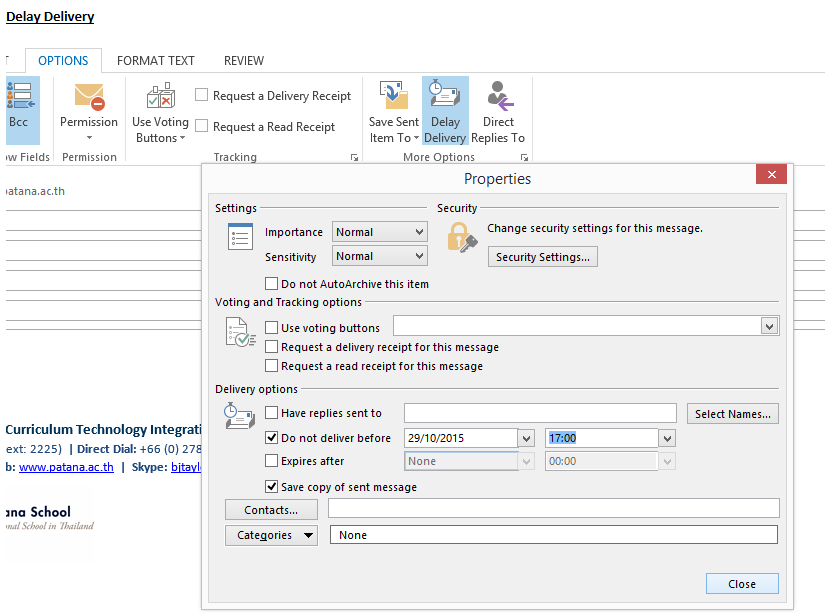 Delay Delivery
OPTIONS FORMAT TEXT REVIEW
Bcc
Permission
Use Voting Buttons
Request a Delivery Receipt
Request a Read Receipt
Save Sent Item To
Delay Delivery
Direct Replies To
ow Fields Permission Tracking More Options
patana.ac.th
Properties
Settings
Importance Normal
Sensitivity Normal
Do not AutoArchive this item
Security
Change security settings for this message.
Security Settings...
Voting and Tracking options
Use voting buttons
Request a delivery receipt for this message
Request a read receipt for this message
Delivery options
Have replies sent to Select Names...
Do not deliver before 29/10/2015 17:00
Expires after None 00:00
Save copy of sent message
Contacts...
Categories None
Close
Curriculum Technology Integrati
ext: 2225) | Direct Dial: +66 (0) 278
b: www.patana.ac.th | Skype: bjtayl
ana School
onal School in Thailand